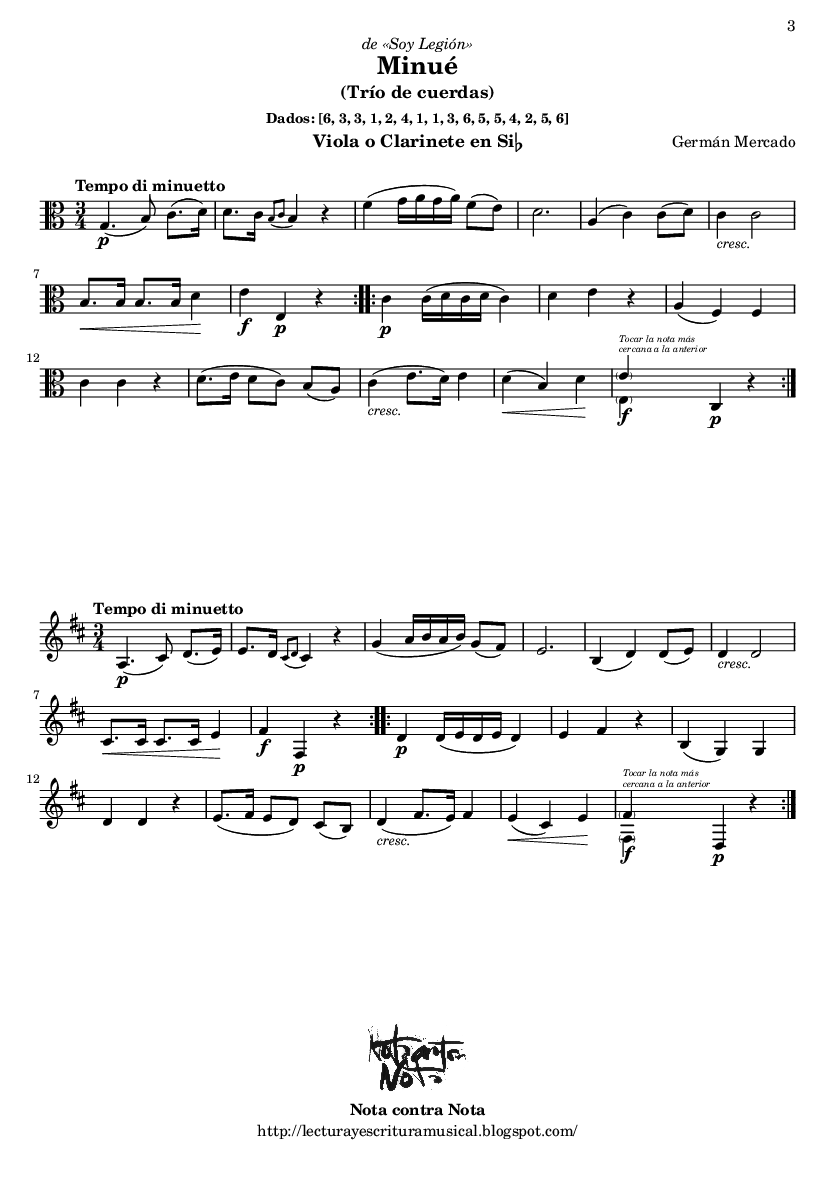 3
de «Soy Legión»
Minué
(Trío de cuerdas)
Dados: [6, 3, 3, 1, 2, 4, 1, 1, 3, 6, 5, 5, 4, 2, 5, 6]
Viola o Clarinete en Si♭
Germán Mercado
Tempo di minuetto
3
4
p
cresc.
7
f
p
p
Tocar la nota más
cercana a la anterior
12
cresc.
f
p
Tempo di minuetto
3
4
p
cresc.
7
f
p
p
Tocar la nota más
cercana a la anterior
12
cresc.
f
p
Nota contra
Nota
Nota contra Nota
http://lecturayescrituramusical.blogspot.com/